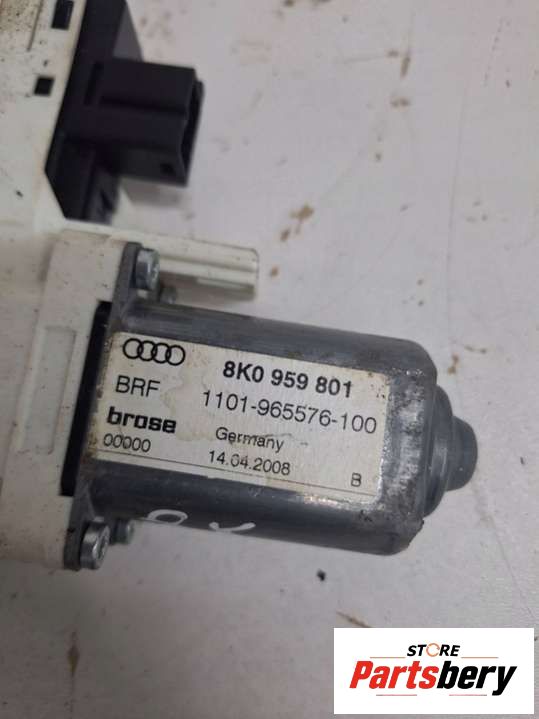 8K0 959 801
BRF 1101-965576-100
brose Germany
00000 14.04.2008 B
STORE
Partsbery